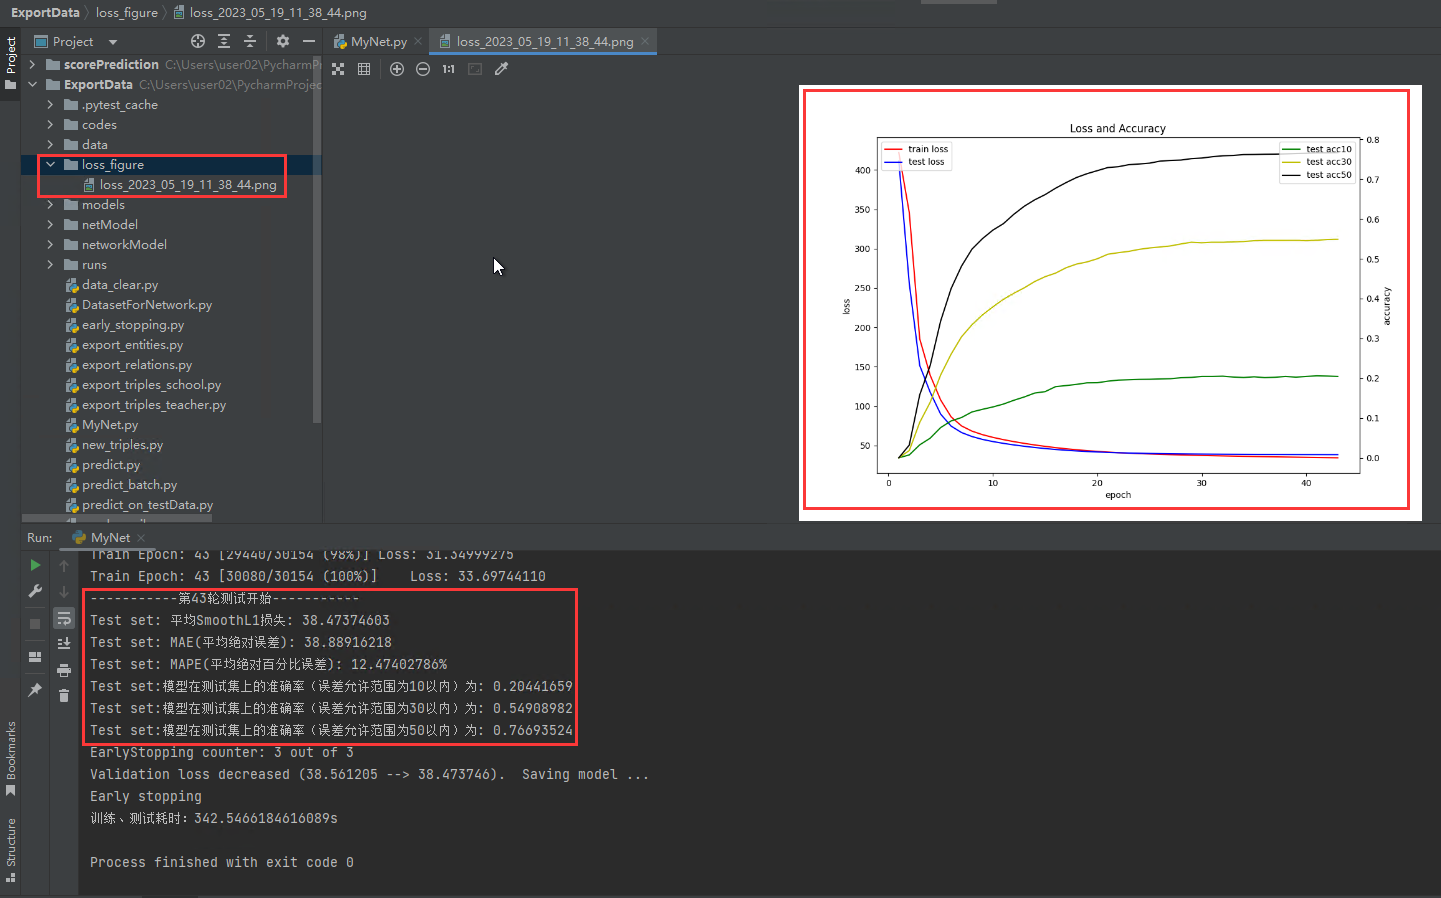 ExportData loss_figure loss_2023_05_19_11_38_44.png
Project
Project
MyNet.py
loss_2023_05_19_11_38_44.png
1:1
scorePrediction C:\Users\user02\PycharmPr
ExportData C:\Users\user02\PycharmProjec
.pytest_cache
codes
data
loss_figure
loss_2023_05_19_11_38_44.png
models
netModel
networkModel
runs
data_clear.py
DatasetForNetwork.py
early_stopping.py
export_entities.py
export_relations.py
export_triples_school.py
export_triples_teacher.py
MyNet.py
new_triples.py
predict.py
predict_batch.py
predict_on_testData.py
Loss and Accuracy
train loss
test loss
test acc10
test acc30
test acc50
400
350
300
250
200
150
100
50
loss
0.8
0.7
0.6
0.5
0.4
0.3
0.2
0.1
0.0
accuracy
0 10 20 30 40
epoch
Run: MyNet
Train Epoch: 43 [29440/30154 (98%)] Loss: 31.34999275
Train Epoch: 43 [30080/30154 (100%)] Loss: 33.69744110
-----------第43轮测试开始-----------
Test set: 平均SmoothL1损失: 38.47374603
Test set: MAE(平均绝对误差): 38.88916218
Test set: MAPE(平均绝对百分比误差): 12.47402786%
Test set:模型在测试集上的准确率（误差允许范围为10以内）为: 0.20441659
Test set:模型在测试集上的准确率（误差允许范围为30以内）为: 0.54908982
Test set:模型在测试集上的准确率（误差允许范围为50以内）为: 0.76693524
EarlyStopping counter: 3 out of 3
Validation loss decreased (38.561205 --> 38.473746). Saving model ...
Early stopping
训练、测试耗时：342.5466184616089s
Process finished with exit code 0
Bookmarks
Structure